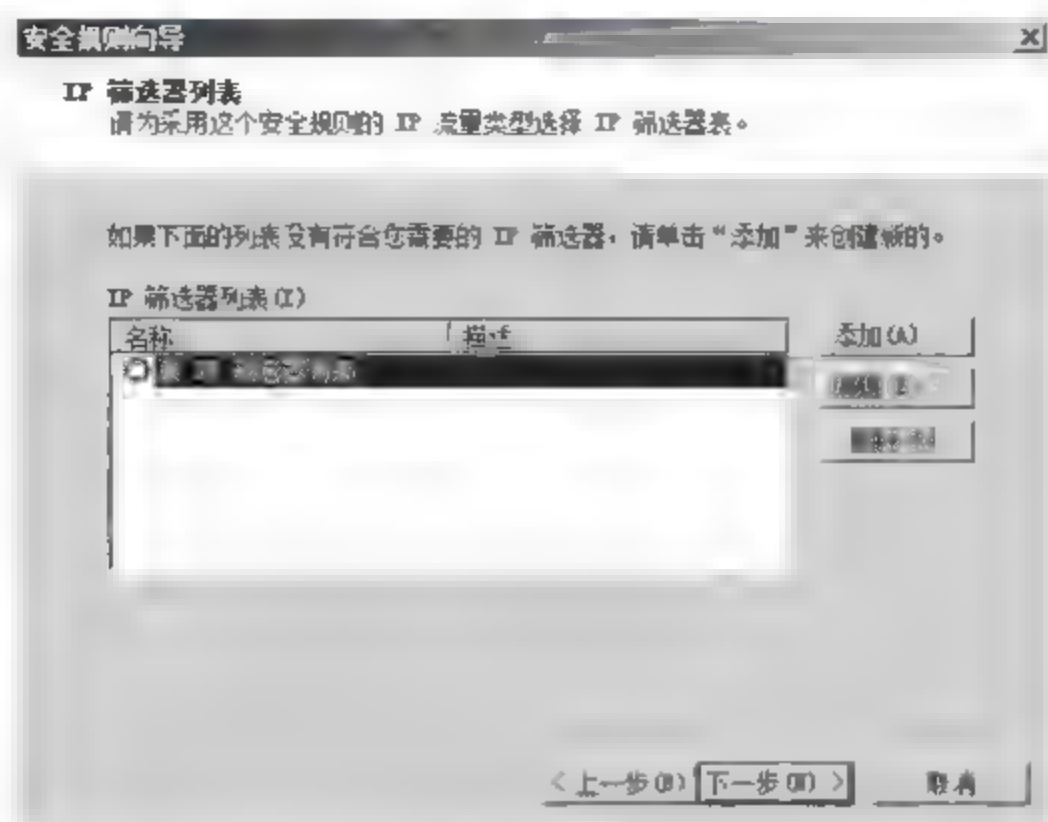 安全规则向导
IP 筛选器列表
请为采用这个安全规则的 IP 流量类型选择 IP 筛选器表。
如果下面的列表没有符合您需要的 IP 筛选器，请单击“添加”来创建新的。
IP 筛选器列表(I)
名称 描述
添加(A)
< 上一步(B) 下一步(N) > 取消